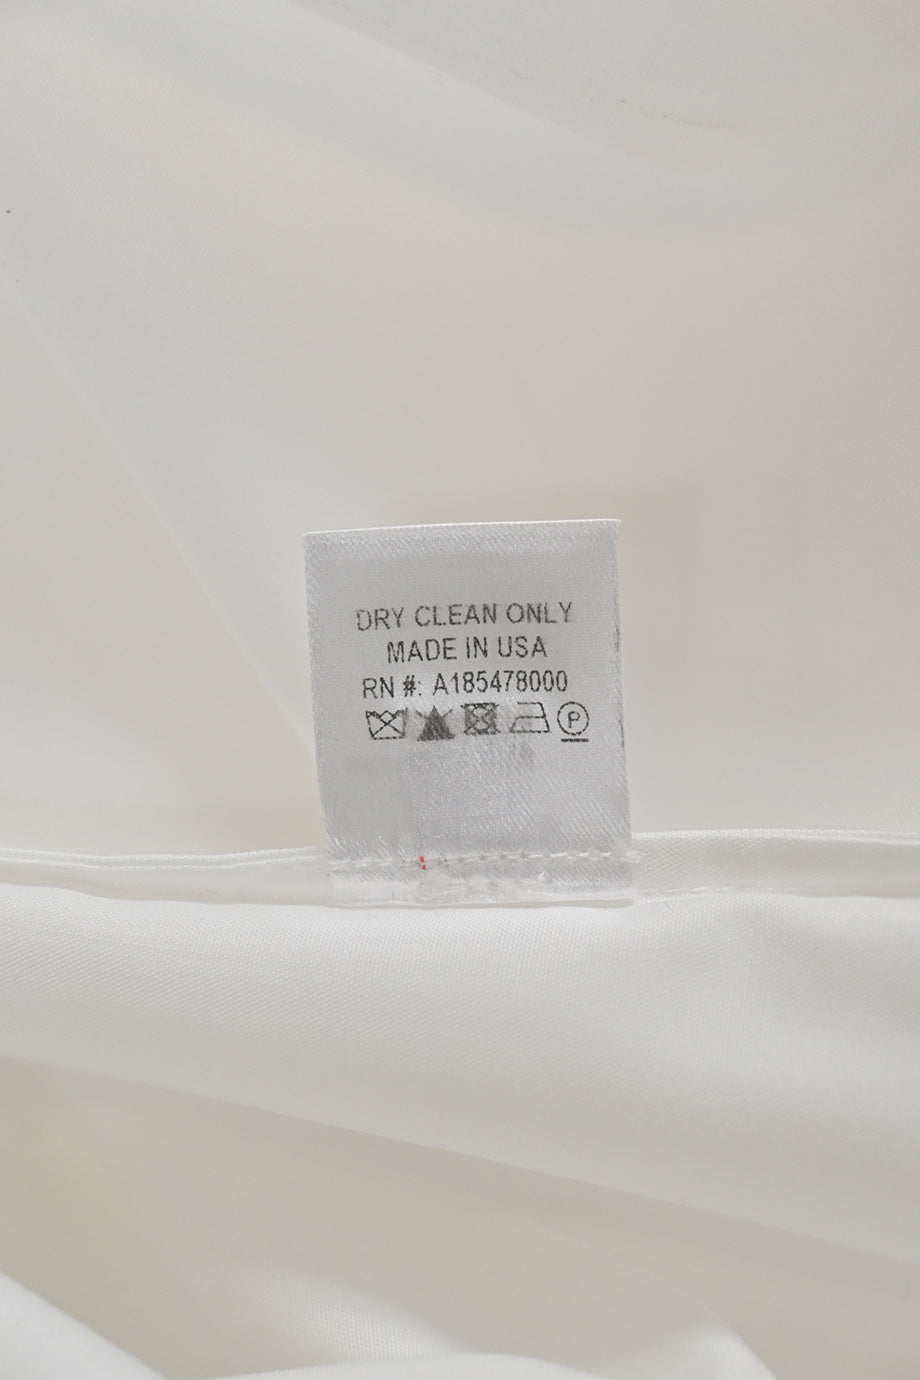 DRY CLEAN ONLY
MADE IN USA
RN #: A185478000
P